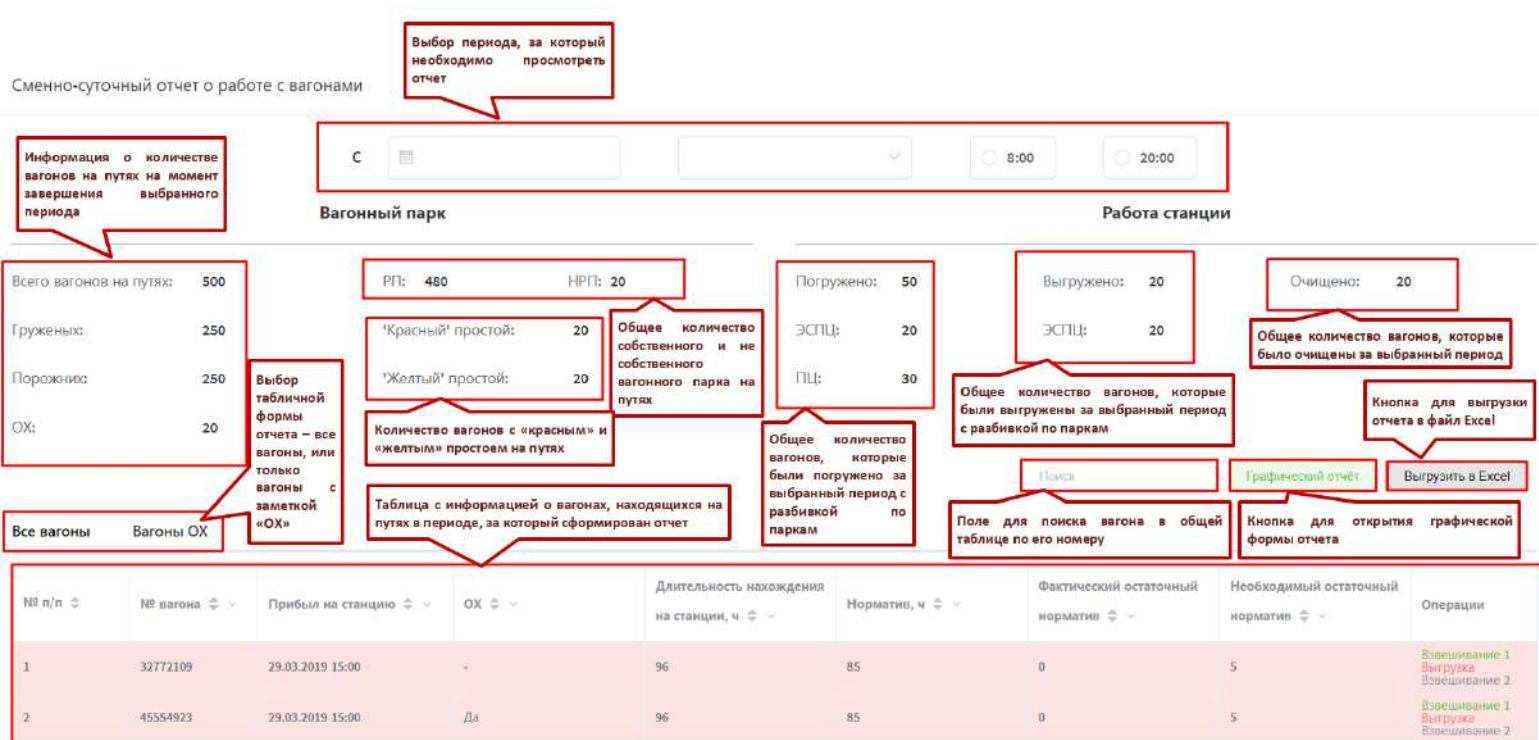 Выбор периода, за который
необходимо просмотреть
отчет
Сменно-суточный отчет о работе с вагонами
Информация о количестве
вагонов на путях на момент
завершения выбранного
периода
С
8:00
20:00
Вагонный парк
Работа станции
Всего вагонов на путях: 500
Груженых: 250
Порожних: 250
ОХ: 20
РП: 480 НРП: 20
'Красный' простой: 20
'Желтый' простой: 20
Общее количество
собственного и не
собственного
вагонного парка на
путях
Количество вагонов с «красным» и
«желтым» простоем на путях
Погружено: 50
ЭСПЦ: 20
ПЦ: 30
Выгружено: 20
ЭСПЦ: 20
Очищено: 20
Общее количество вагонов, которые
было очищены за выбранный период
Общее количество вагонов, которые
были выгружены за выбранный период
с разбивкой по паркам
Общее количество
вагонов, которые
были погружено за
выбранный период с
разбивкой по
паркам
Кнопка для выгрузки
отчета в файл Excel
Выбор
табличной
формы
отчета – все
вагоны, или
только
вагоны с
заметкой
«ОХ»
Таблица с информацией о вагонах, находящихся на
путях в периоде, за который сформирован отчет
Поиск
Графический отчёт
Выгрузить в Excel
Поле для поиска вагона в общей
таблице по его номеру
Кнопка для открытия графической
формы отчета
Все вагоны Вагоны ОХ
№ п/п
№ вагона
Прибыл на станцию
ОХ
Длительность нахождения
на станции, ч
Норматив, ч
Фактический остаточный
норматив
Необходимый остаточный
норматив
Операции
1 32772109 29.03.2019 15:00 - 96 85 0 5
Взвешивание 1
Выгрузка
Взвешивание 2
2 45554923 29.03.2019 15:00 Да 96 85 0 5
Взвешивание 1
Выгрузка
Взвешивание 2